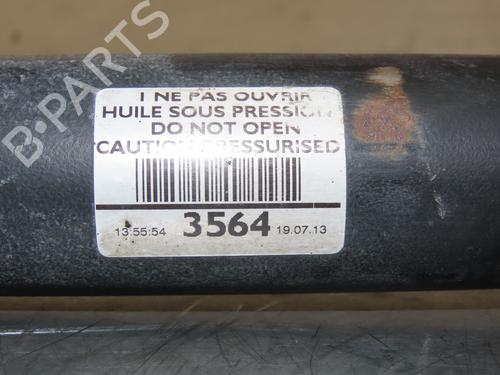 ! NE PAS OUVRIR
HUILE SOUS PRESSION
DO NOT OPEN
CAUTION PRESSURISED
13:55:54 3564 19.07.13
B-PARTS